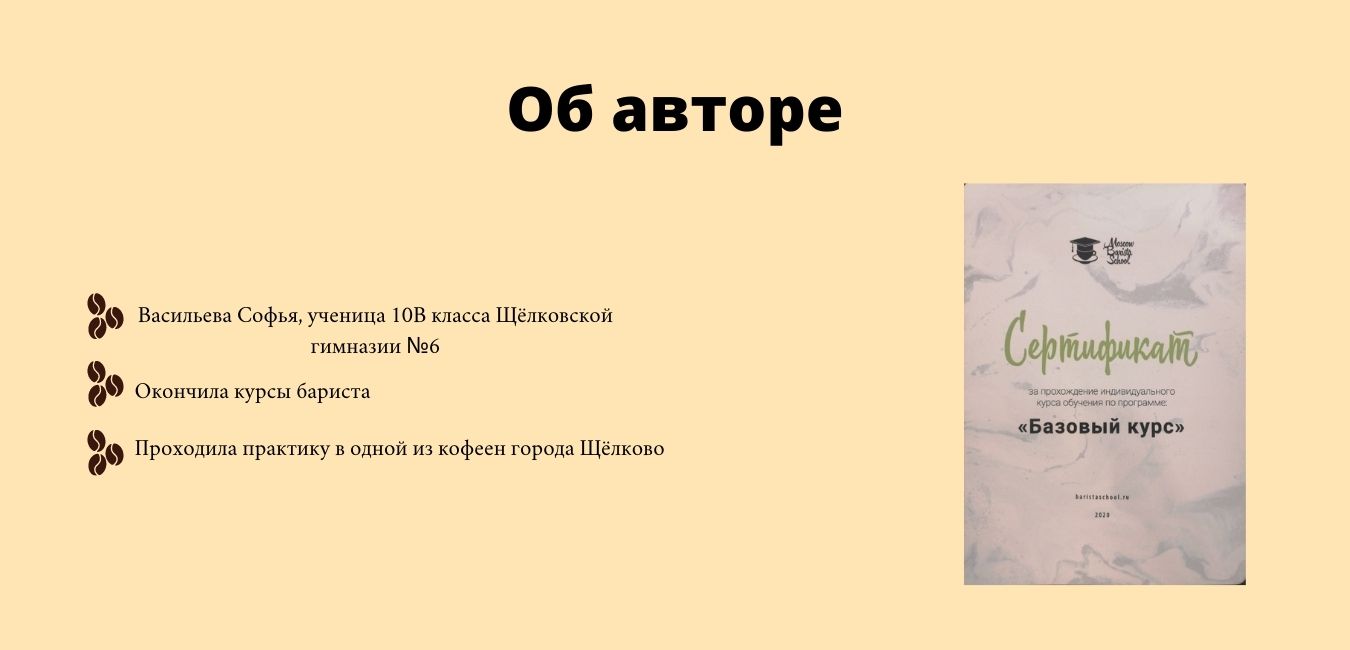 Об авторе
Васильева Софья, ученица 10В класса Щёлковской
гимназии №6
Окончила курсы бариста
Проходила практику в одной из кофеен города Щёлково
Moscow
Barista
School
Сертификат
за прохождение индивидуального
курса обучения по программе:
«Базовый курс»
baristaschool.ru
2020